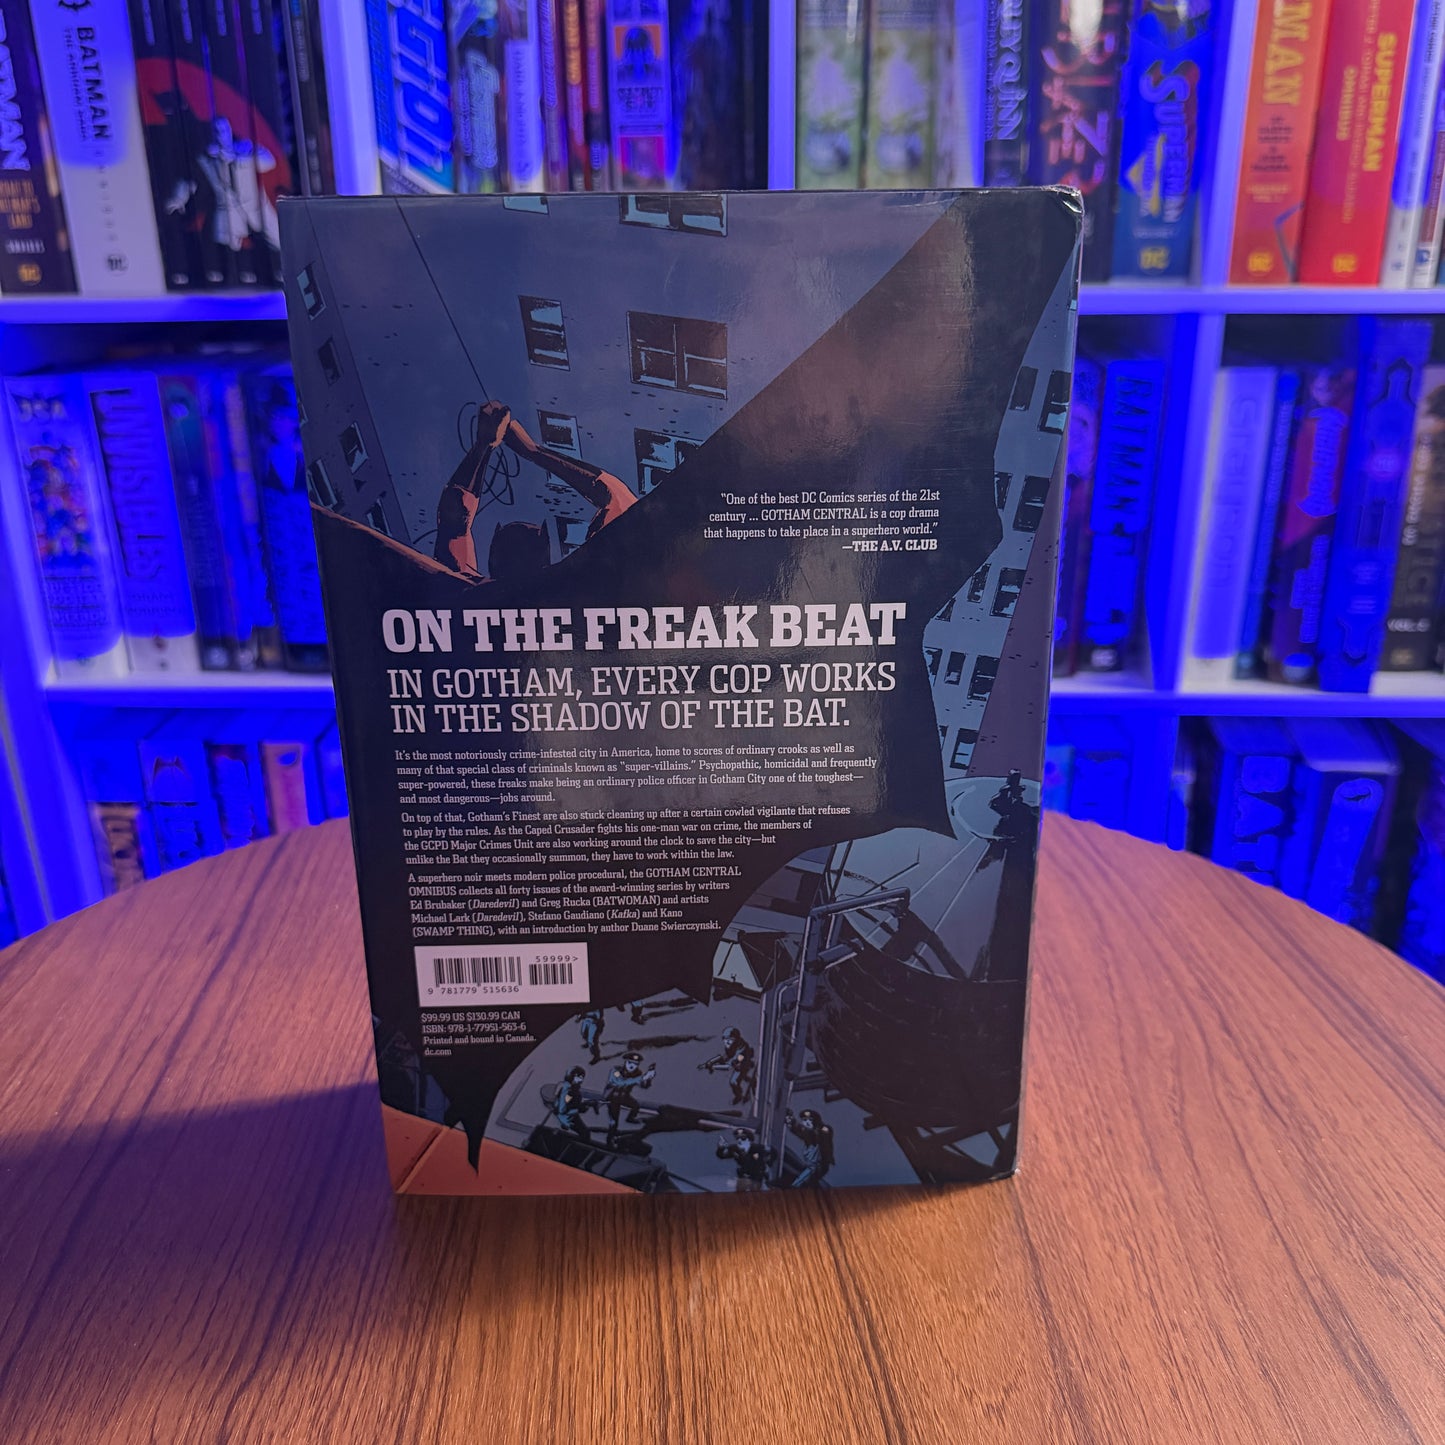 BATMAN
DC
BATMAN
DC
SUPERMAN
DC
SUPERMAN
OMNIBUS
DC
"One of the best DC Comics series of the 21st
century ... GOTHAM CENTRAL is a cop drama
that happens to take place in a superhero world."
—THE A.V. CLUB
ON THE FREAK BEAT
IN GOTHAM, EVERY COP WORKS
IN THE SHADOW OF THE BAT.
It's the most notoriously crime-infested city in America, home to scores of ordinary crooks as well as
many of that special class of criminals known as "super-villains." Psychopathic, homicidal and frequently
super-powered, these freaks make being an ordinary police officer in Gotham City one of the toughest—
and most dangerous—jobs around.
On top of that, Gotham's Finest are also stuck cleaning up after a certain cowled vigilante that refuses
to play by the rules. As the Caped Crusader fights his one-man war on crime, the members of
the GCPD Major Crimes Unit are also working around the clock to save the city—but
unlike the Bat they occasionally summon, they have to work within the law.
A superhero noir meets modern police procedural, the GOTHAM CENTRAL
OMNIBUS collects all forty issues of the award-winning series by writers
Ed Brubaker (Daredevil) and Greg Rucka (BATWOMAN) and artists
Michael Lark (Daredevil), Stefano Gaudiano (Kafka) and Kano
(SWAMP THING), with an introduction by author Duane Swierczynski.
59999>
9 781779 515636
$99.99 US $130.99 CAN
ISBN: 978-1-77951-563-6
Printed and bound in Canada.
dc.com
JSA
INVISIBLES
BATMAN